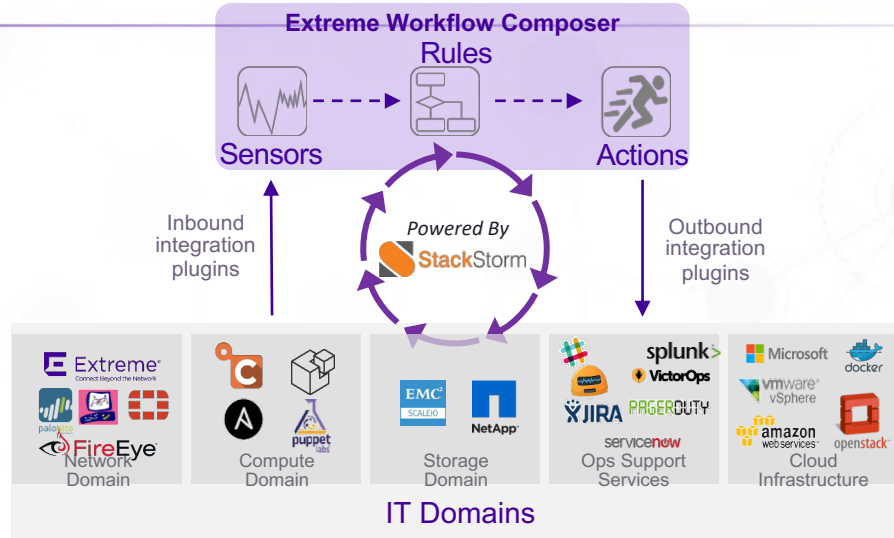 Extreme Workflow Composer
Rules
Sensors
Actions
Inbound
integration
plugins
Powered By
StackStorm
Outbound
integration
plugins
Extreme
Connect Beyond the Network
paloalto
FireEye
Network
Domain
C
A
puppet
labs
Compute
Domain
EMC²
SCALEIO
NetApp
Storage
Domain
splunk>
VictorOps
JIRA
PAGERDUTY
servicenow
Ops Support
Services
Microsoft
docker
vmware®
vSphere
amazon
webservices™
openstack
Cloud
Infrastructure
IT Domains